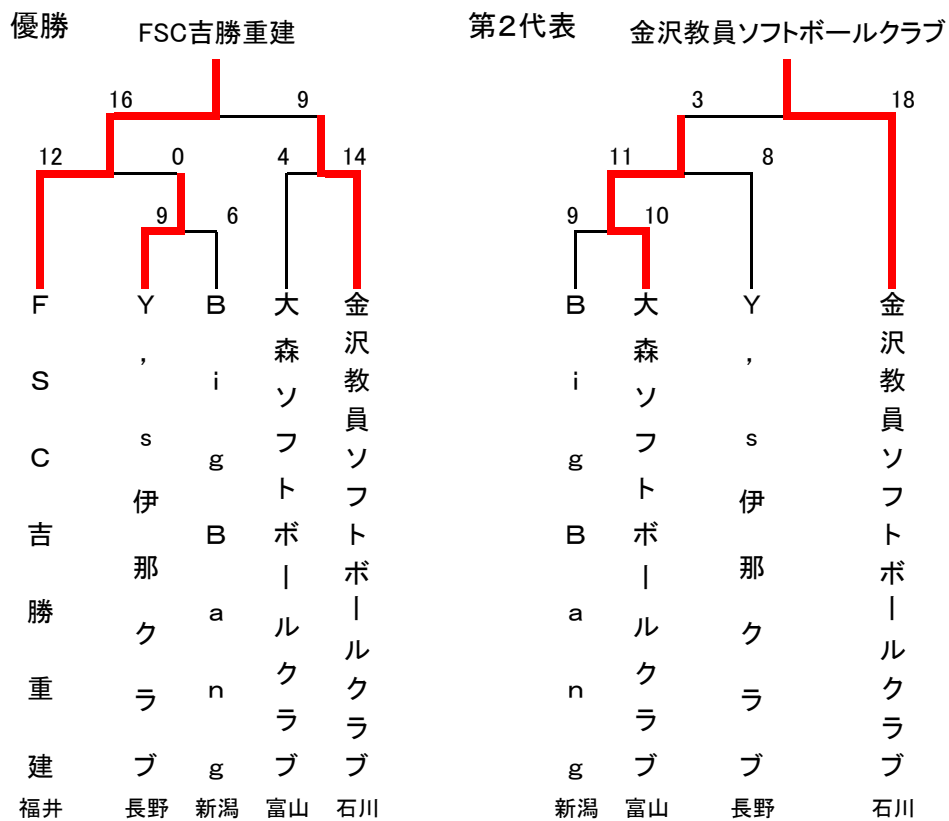 優勝 FSC吉勝重建
第2代表 金沢教員ソフトボールクラブ
16 9
3 18
12 0 4 14
11 8
9 6
9 10
FSC吉勝重建
Y,s伊那クラブ
BigBang
大森ソフトボールクラブ
金沢教員ソフトボールクラブ
BigBang
大森ソフトボールクラブ
Y,s伊那クラブ
金沢教員ソフトボールクラブ
福井 長野 新潟 富山 石川
新潟 富山 長野 石川